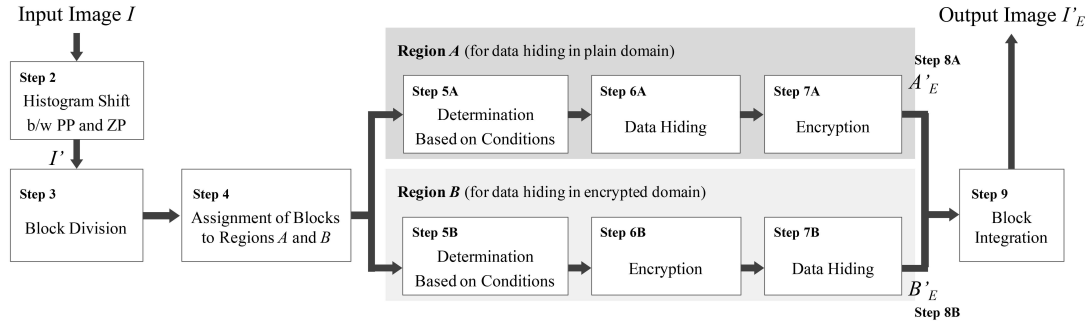 Input Image I
Step 2
Histogram Shift
b/w PP and ZP
I'
Step 3
Block Division
Step 4
Assignment of Blocks
to Regions A and B
Region A (for data hiding in plain domain)
Step 5A
Determination
Based on Conditions
Step 6A
Data Hiding
Step 7A
Encryption
Step 8A
A'E
Region B (for data hiding in encrypted domain)
Step 5B
Determination
Based on Conditions
Step 6B
Encryption
Step 7B
Data Hiding
B'E
Step 8B
Step 9
Block
Integration
Output Image I'E